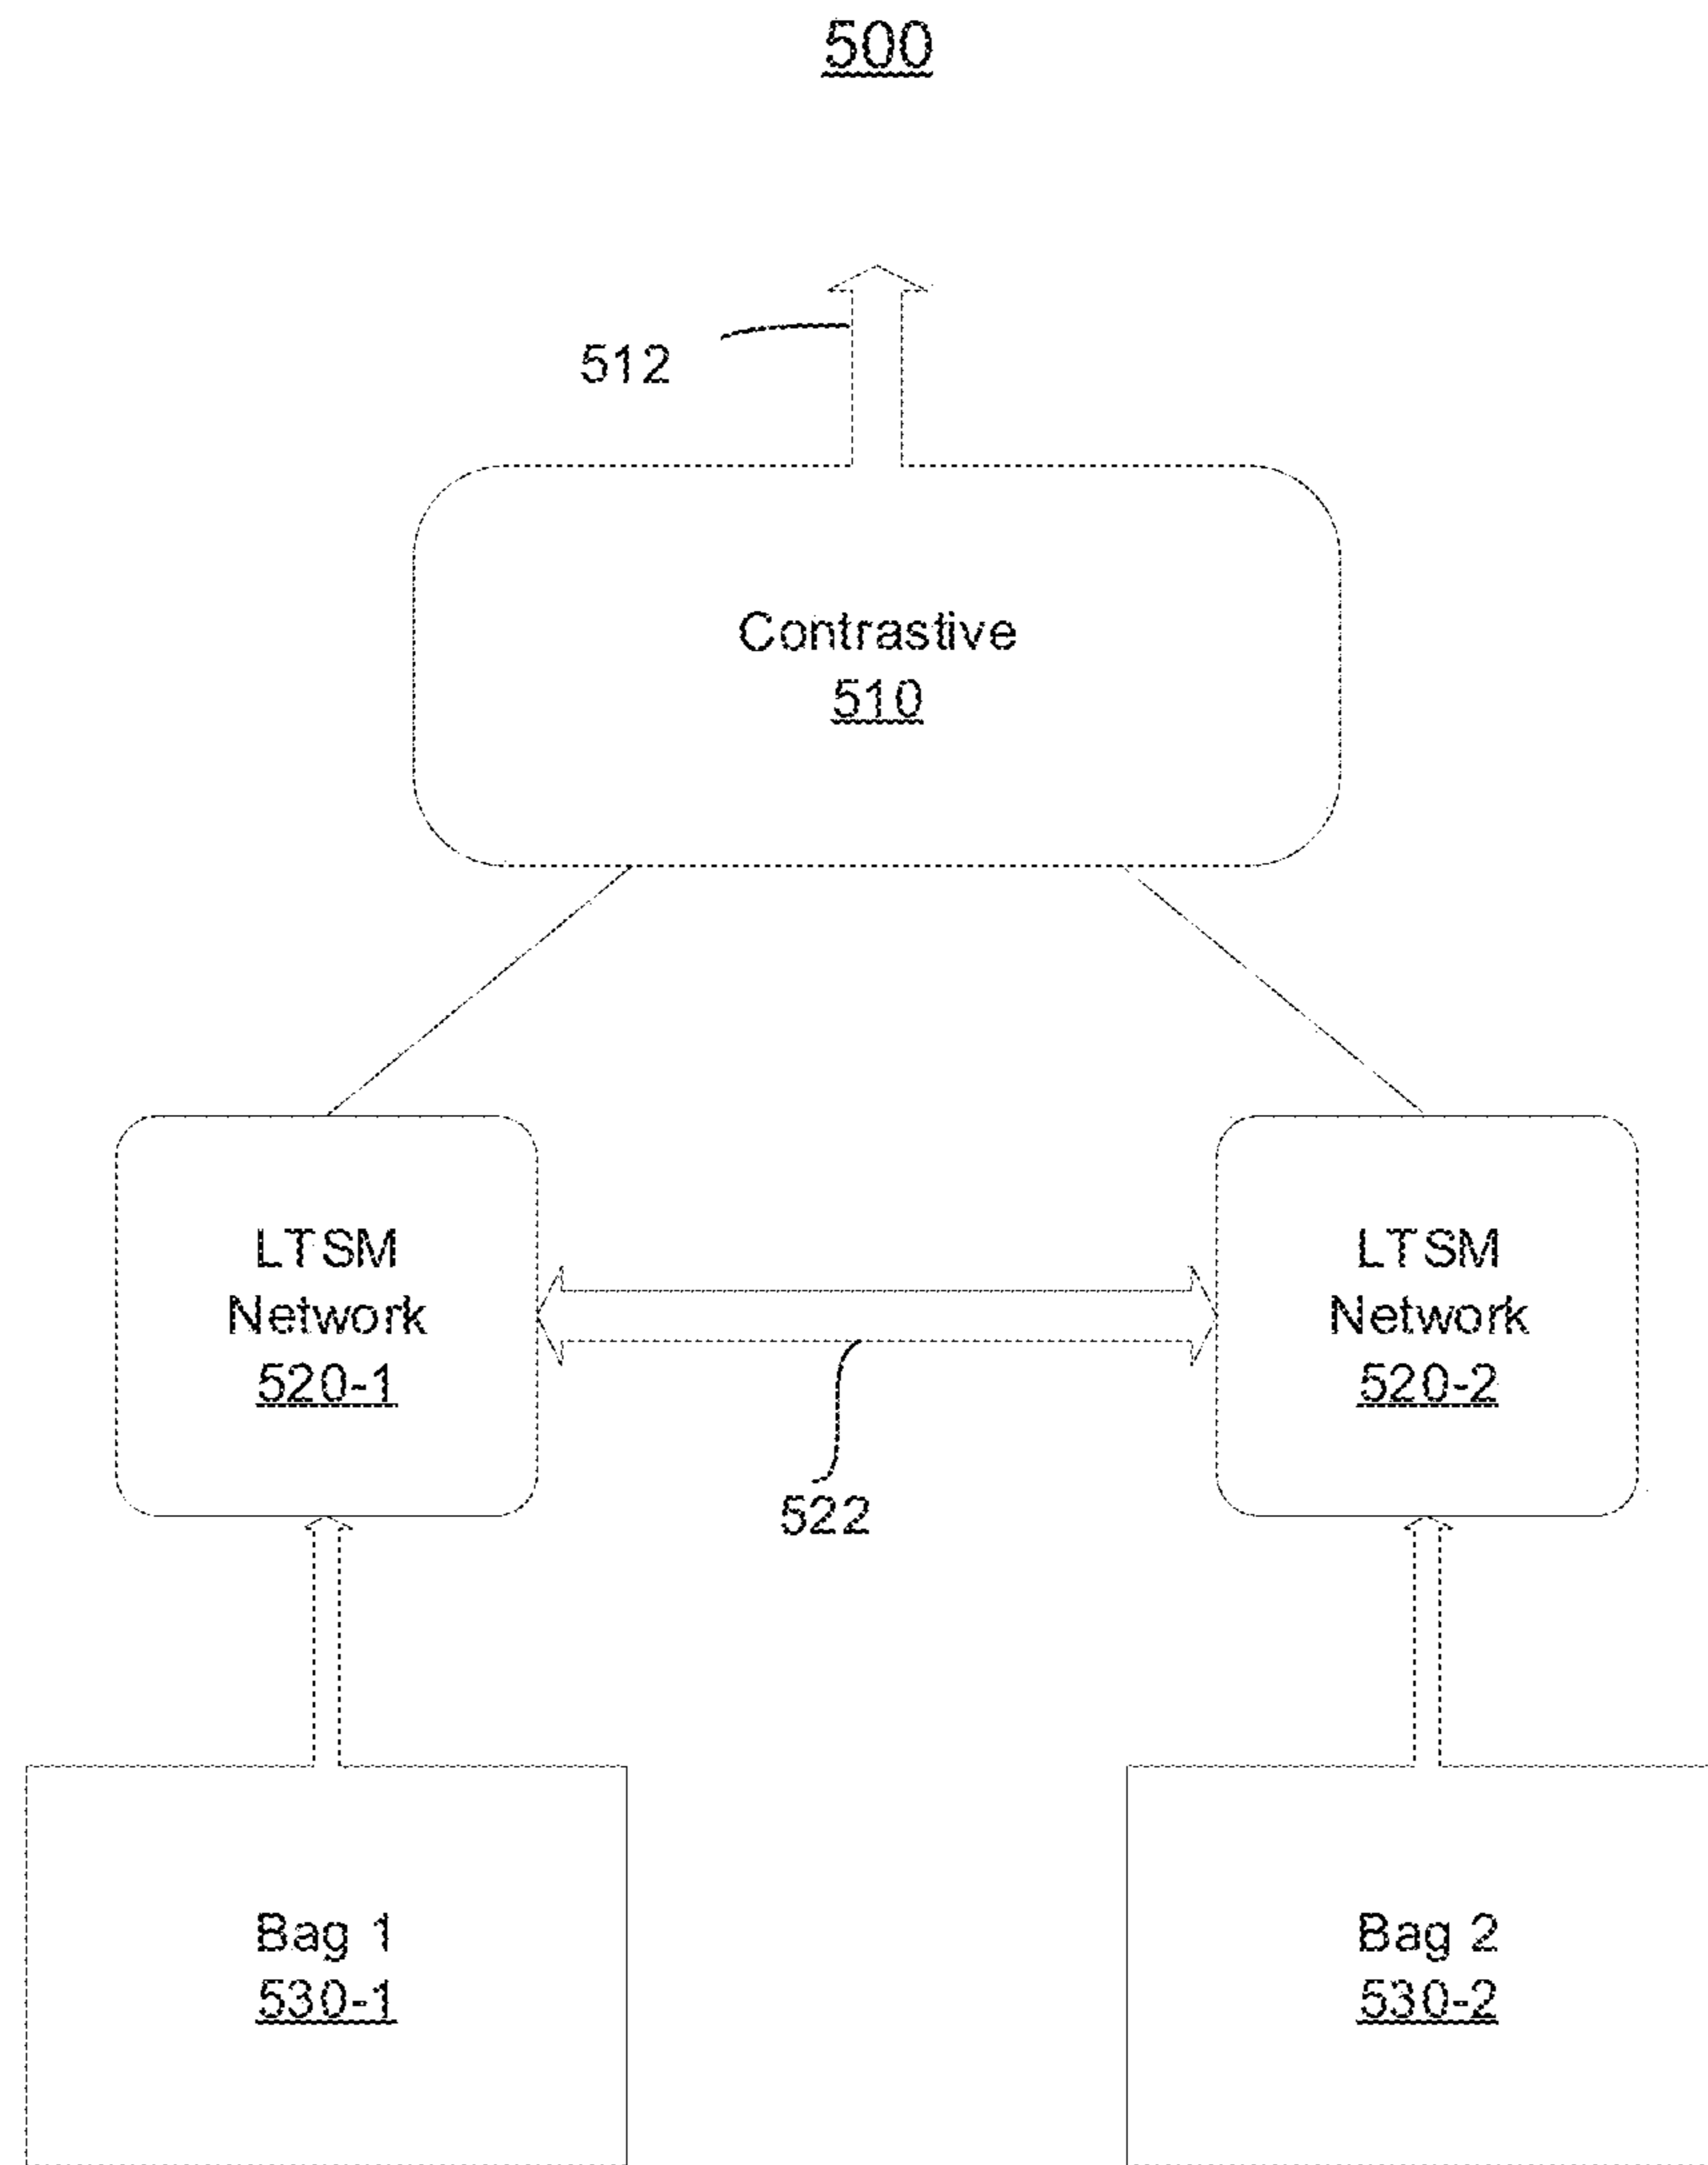 500
512
Contrastive
510
LTSM
Network
520-1
LTSM
Network
520-2
522
Bag 1
530-1
Bag 2
530-2